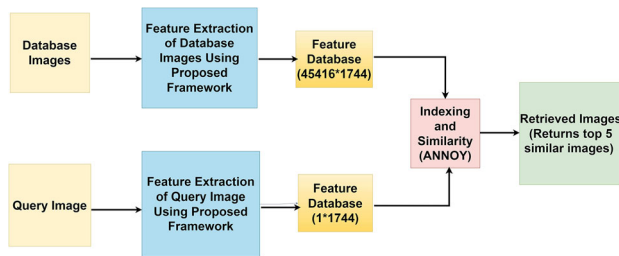 Database
Images
Feature Extraction
of Database
Images Using
Proposed
Framework
Feature
Database
(45416*1744)
Indexing
and
Similarity
(ANNOY)
Retrieved Images
(Returns top 5
similar images)
Query Image
Feature Extraction
of Query Image
Using Proposed
Framework
Feature
Database
(1*1744)